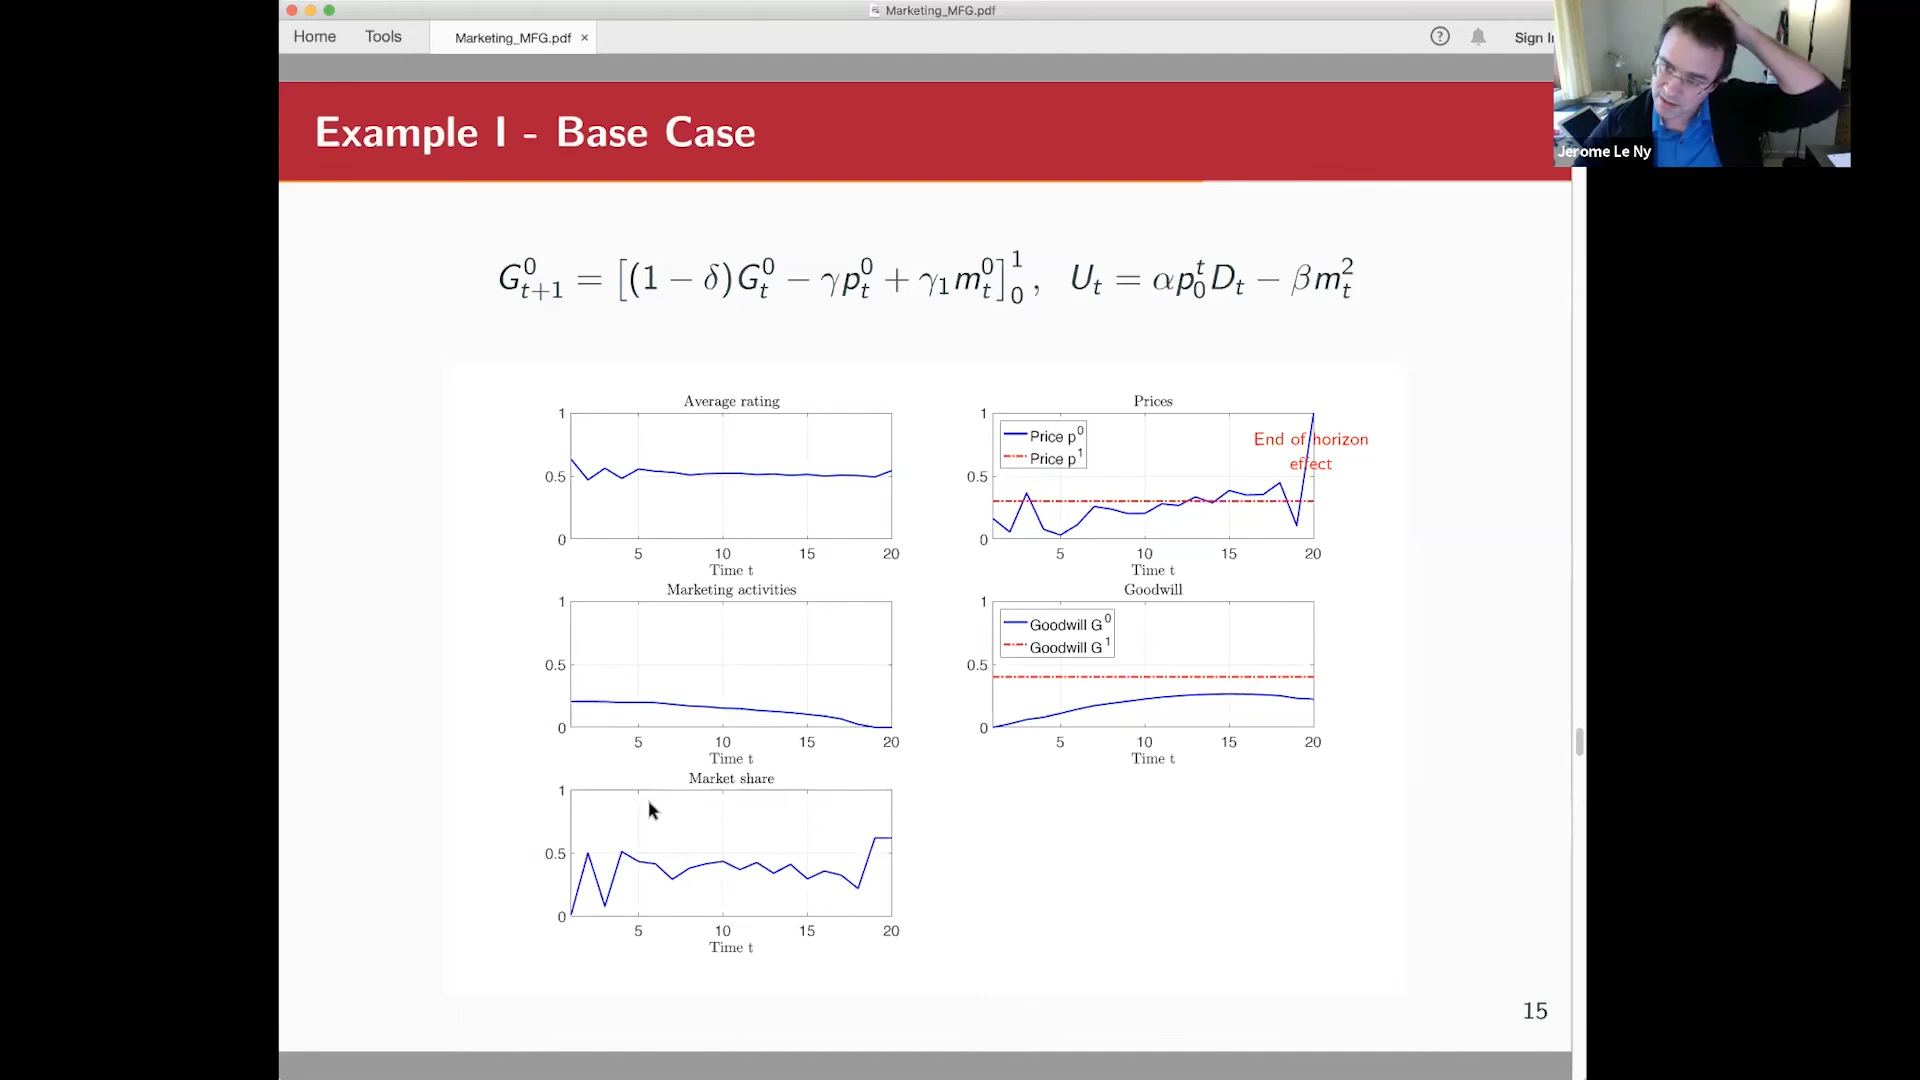 Marketing_MFG.pdf
Home Tools Marketing_MFG.pdf × ? Sign I
Jerome Le Ny
Example I - Base Case
G^0_{t+1} = [(1 − δ)G^0_t − γp^0_t + γ_1 m^0_t]^1_0, U_t = αp^t_0 D_t − βm^2_t
Average rating
1
0.5
0
5 10 15 20
Time t
Prices
1
0.5
0
Price p^0
Price p^1
End of horizon
effect
5 10 15 20
Time t
Marketing activities
1
0.5
0
5 10 15 20
Time t
Goodwill
1
0.5
0
Goodwill G^0
Goodwill G^1
5 10 15 20
Time t
Market share
1
0.5
0
5 10 15 20
Time t
15